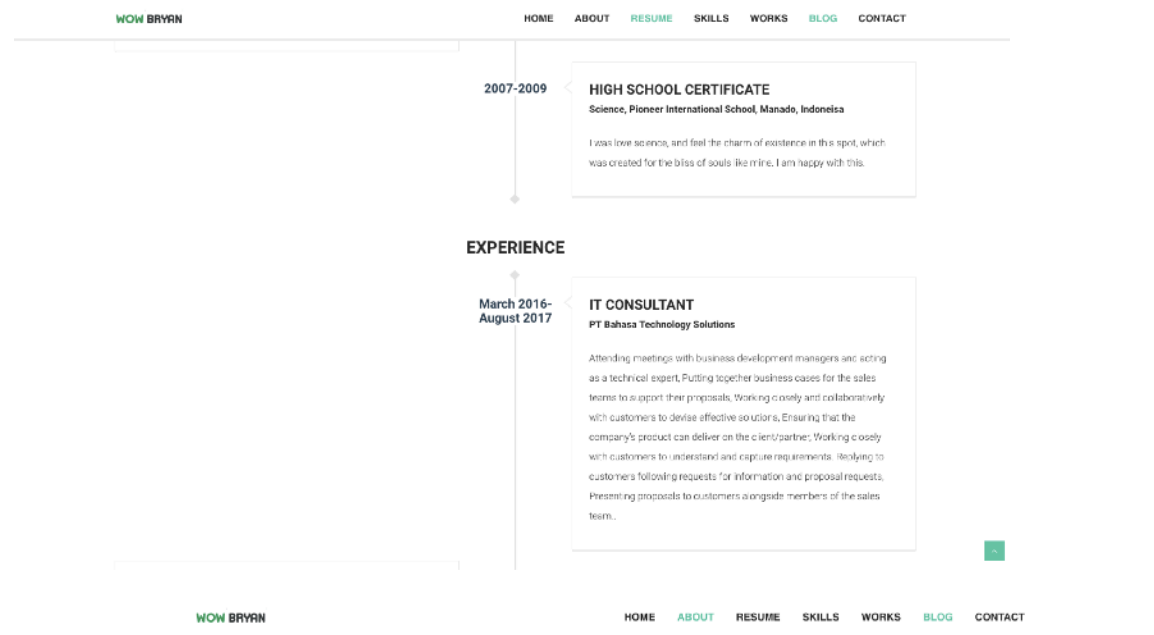 WOW BRYAN HOME ABOUT RESUME SKILLS WORKS BLOG CONTACT
2007-2009
HIGH SCHOOL CERTIFICATE
Science, Pioneer International School, Manado, Indoneisa
I was love science, and feel the charm of existence in this spot, which
was created for the bliss of souls like mine. I am happy with this.
EXPERIENCE
March 2016-
August 2017
IT CONSULTANT
PT Bahasa Technology Solutions
Attending meetings with business development managers and acting
as a technical expert, Putting together business cases for the sales
teams to support their proposals, Working closely and collaboratively
with customers to devise effective solutions, Ensuring that the
company's product can deliver on the client/partner, Working closely
with customers to understand and capture requirements. Replying to
customers following requests for information and proposal requests,
Presenting proposals to customers alongside members of the sales
team..
WOW BRYAN HOME ABOUT RESUME SKILLS WORKS BLOG CONTACT